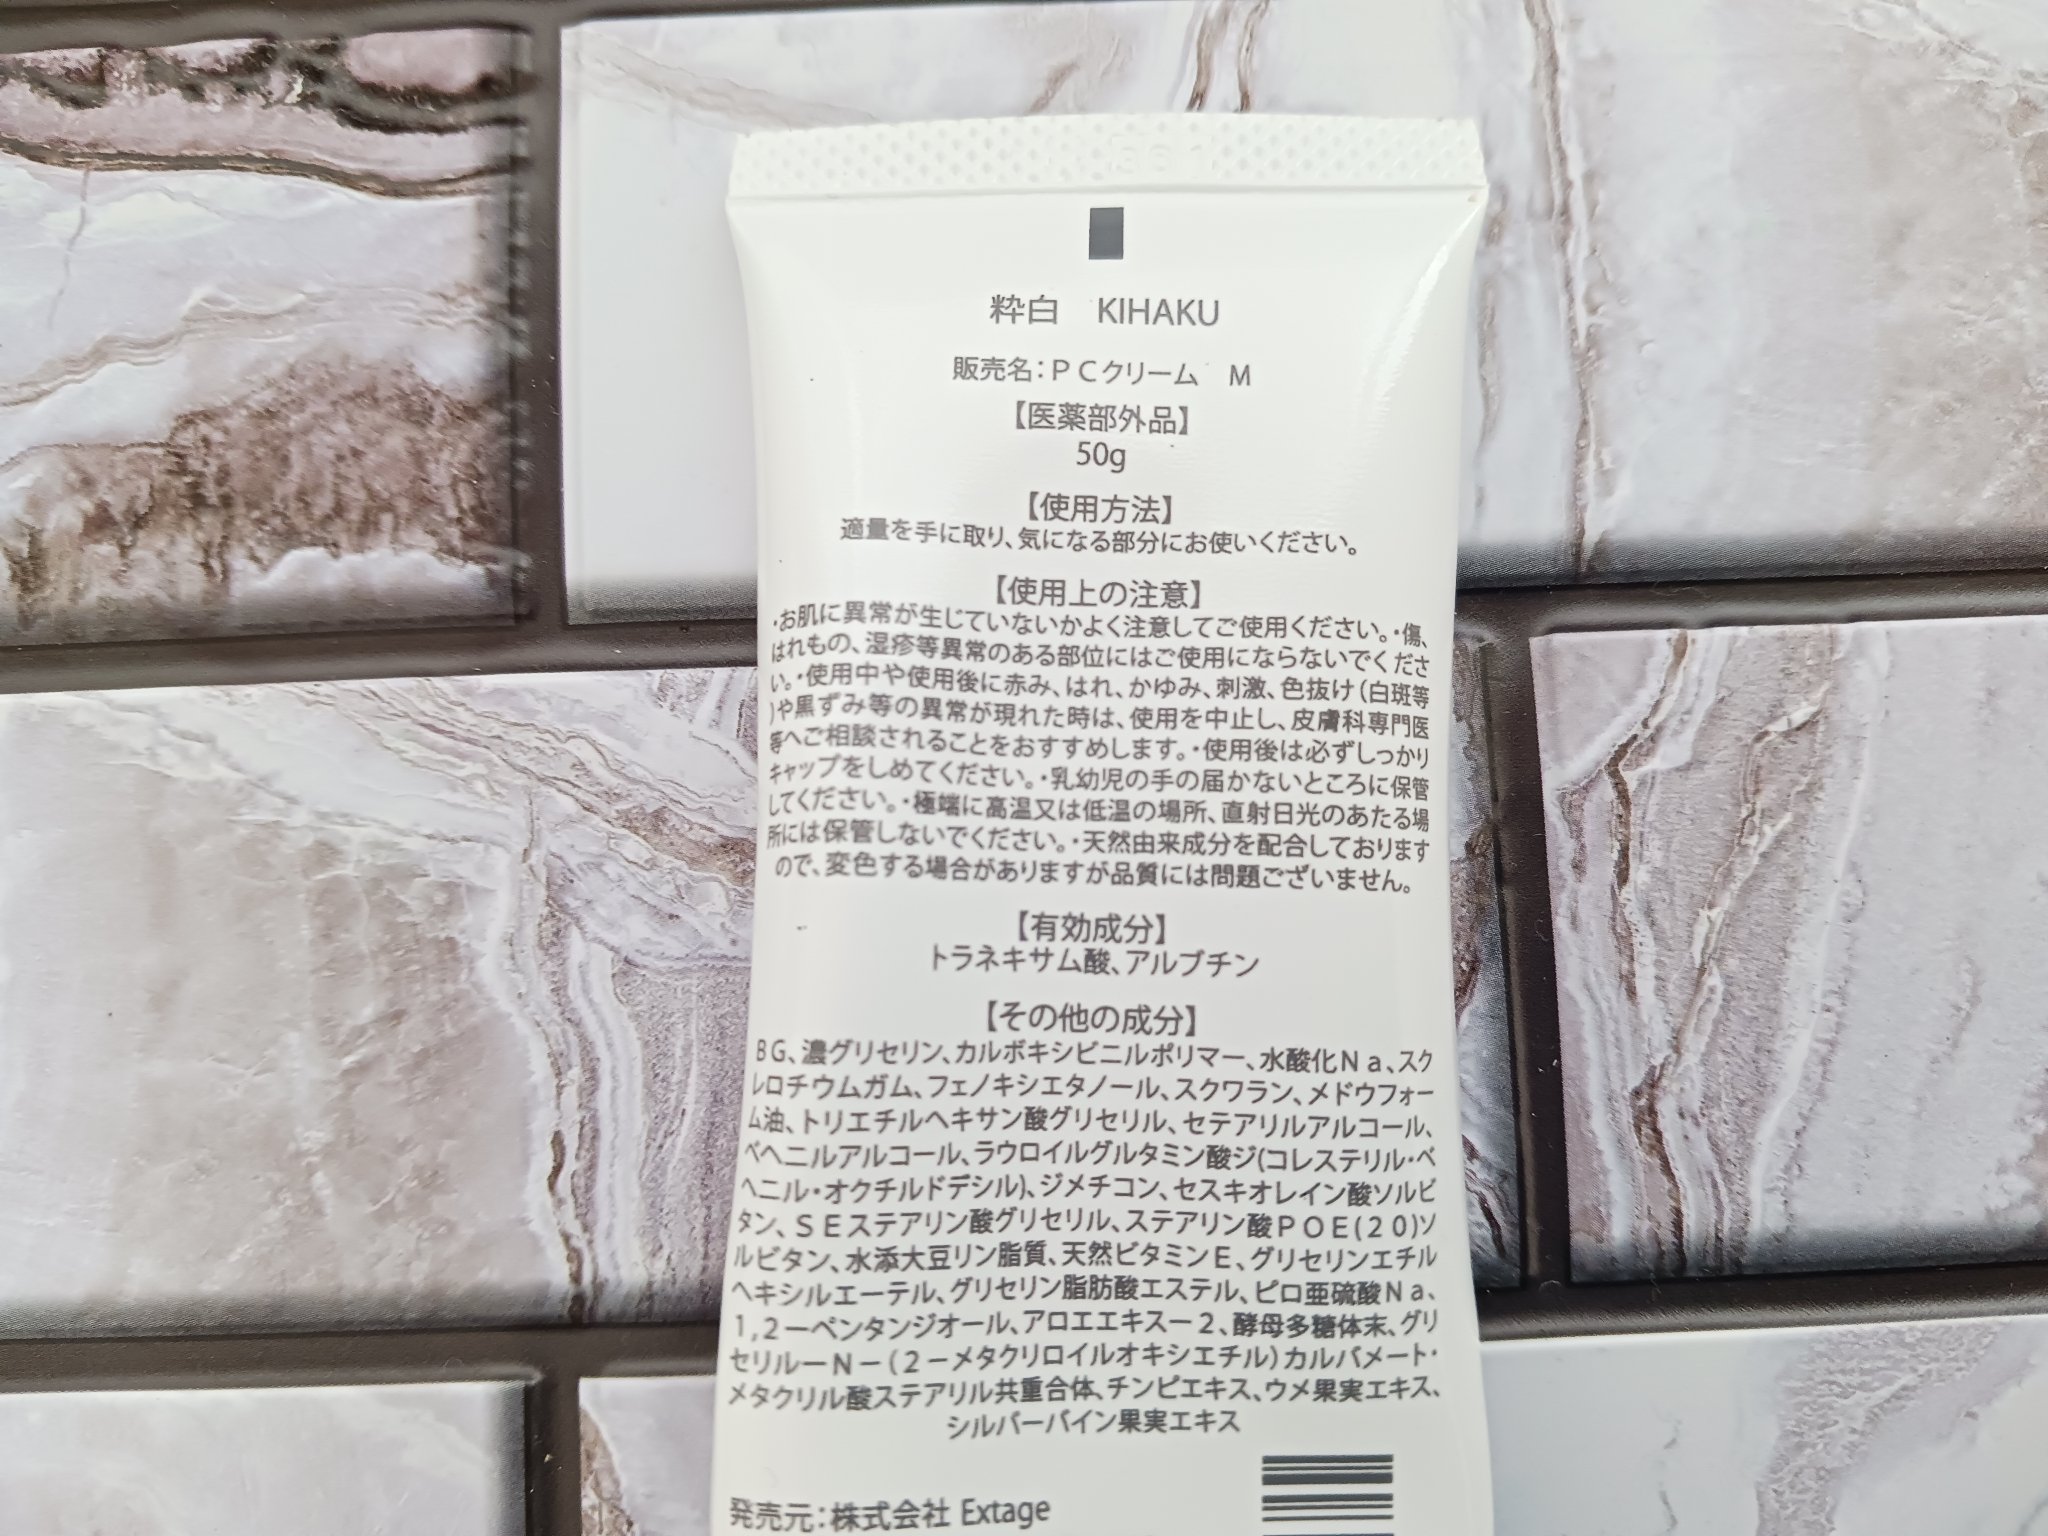 粋白　KIHAKU
販売名：ＰＣクリーム　Ｍ
【医薬部外品】
50g
【使用方法】
適量を手に取り、気になる部分にお使いください。
【使用上の注意】
・お肌に異常が生じていないかよく注意してご使用ください。・傷、
はれもの、湿疹等異常のある部位にはご使用にならないでくださ
い。・使用中や使用後に赤み、はれ、かゆみ、刺激、色抜け（白斑等
）や黒ずみ等の異常が現れた時は、使用を中止し、皮膚科専門医
等へご相談されることをおすすめします。・使用後は必ずしっかり
キャップをしめてください。・乳幼児の手の届かないところに保管
してください。・極端に高温又は低温の場所、直射日光のあたる場
所には保管しないでください。・天然由来成分を配合しております
ので、変色する場合がありますが品質には問題ございません。
【有効成分】
トラネキサム酸、アルブチン
【その他の成分】
ＢＧ、濃グリセリン、カルボキシビニルポリマー、水酸化Ｎａ、スク
レロチウムガム、フェノキシエタノール、スクワラン、メドウフォー
ム油、トリエチルヘキサン酸グリセリル、セテアリルアルコール、
ベヘニルアルコール、ラウロイルグルタミン酸ジ(コレステリル・ベ
ヘニル・オクチルドデシル)、ジメチコン、セスキオレイン酸ソルビ
タン、ＳＥステアリン酸グリセリル、ステアリン酸ＰＯＥ(２０)ソ
ルビタン、水添大豆リン脂質、天然ビタミンＥ、グリセリンエチル
ヘキシルエーテル、グリセリン脂肪酸エステル、ピロ亜硫酸Ｎａ、
１,２－ペンタンジオール、アロエエキス－２、酵母多糖体末、グリ
セリル－Ｎ－(２－メタクリロイルオキシエチル)カルバメート・
メタクリル酸ステアリル共重合体、チンピエキス、ウメ果実エキス、
シルバーバイン果実エキス
発売元：株式会社 Extage